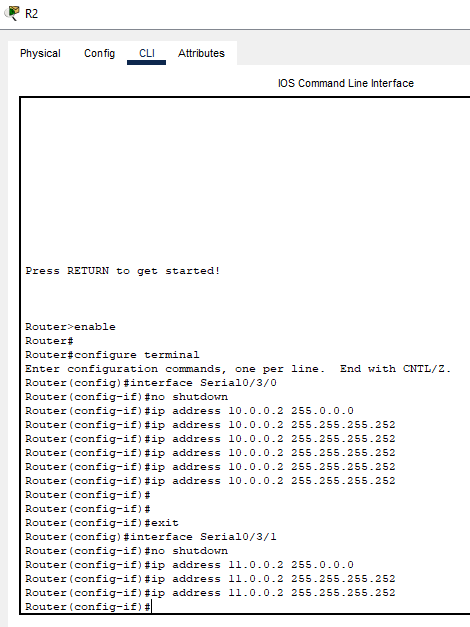 R2
Physical Config CLI Attributes
IOS Command Line Interface
Press RETURN to get started!
Router>enable
Router#
Router#configure terminal
Enter configuration commands, one per line.  End with CNTL/Z.
Router(config)#interface Serial0/3/0
Router(config-if)#no shutdown
Router(config-if)#ip address 10.0.0.2 255.0.0.0
Router(config-if)#ip address 10.0.0.2 255.255.255.252
Router(config-if)#ip address 10.0.0.2 255.255.255.252
Router(config-if)#ip address 10.0.0.2 255.255.255.252
Router(config-if)#ip address 10.0.0.2 255.255.255.252
Router(config-if)#ip address 10.0.0.2 255.255.255.252
Router(config-if)#
Router(config-if)#
Router(config-if)#exit
Router(config)#interface Serial0/3/1
Router(config-if)#no shutdown
Router(config-if)#ip address 11.0.0.2 255.0.0.0
Router(config-if)#ip address 11.0.0.2 255.255.255.252
Router(config-if)#ip address 11.0.0.2 255.255.255.252
Router(config-if)#